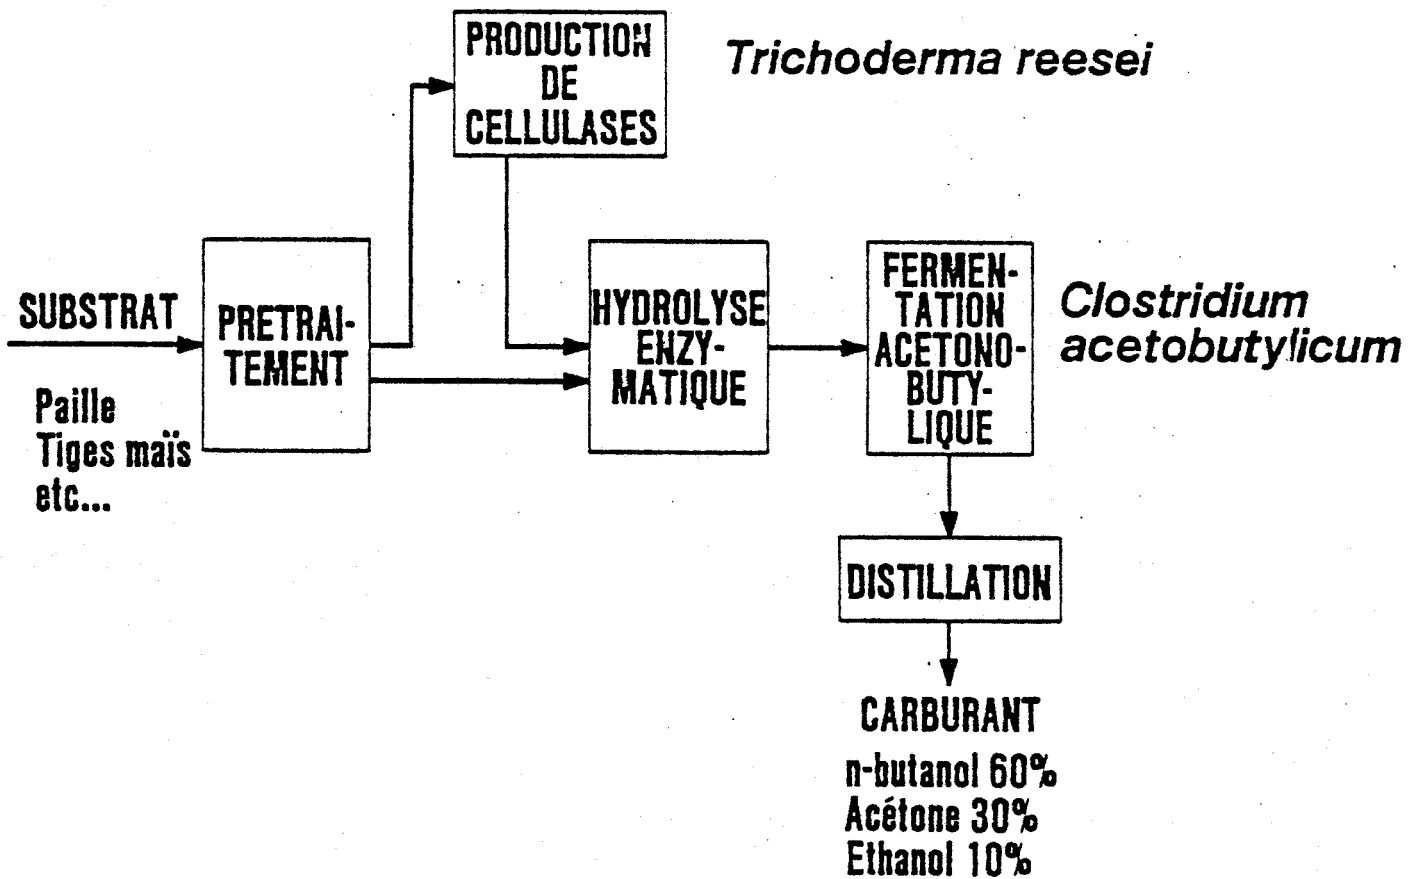 PRODUCTION
DE
CELLULASES
Trichoderma reesei
SUBSTRAT
Paille
Tiges maïs
etc...
PRETRAI-
TEMENT
HYDROLYSE
ENZY-
MATIQUE
FERMEN-
TATION
ACETONO-
BUTY-
LIQUE
Clostridium
acetobutylicum
DISTILLATION
CARBURANT
n-butanol 60%
Acétone 30%
Ethanol 10%